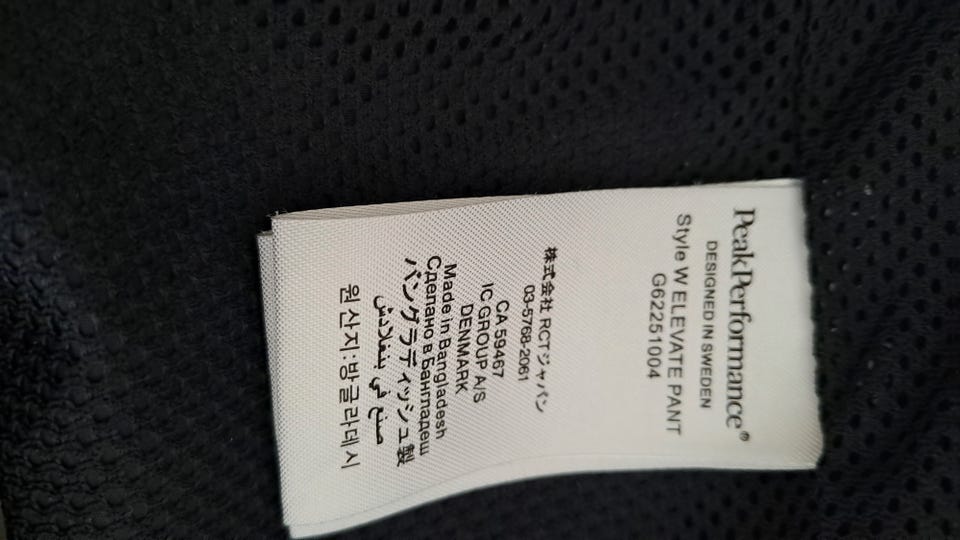 PeakPerformance®
DESIGNED IN SWEDEN
Style W ELEVATE PANT
G62251004
株式会社 RCTジャパン
03-5768-2061
CA 59467
IC GROUP A/S
DENMARK
Made in Bangladesh
Сделано в Бангладеш
バングラディッシュ製
صنع في بنغلاديش
원산지:방글라데시